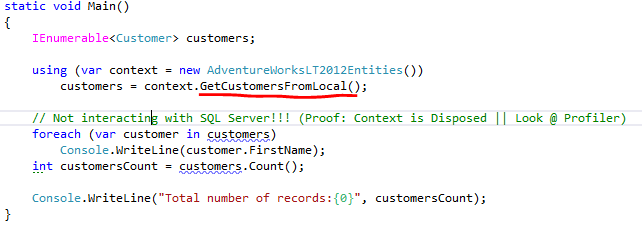 static void Main()
{
IEnumerable<Customer> customers;
using (var context = new AdventureWorksLT2012Entities())
customers = context.GetCustomersFromLocal();
// Not interacting with SQL Server!!! (Proof: Context is Disposed || Look @ Profiler)
foreach (var customer in customers)
Console.WriteLine(customer.FirstName);
int customersCount = customers.Count();
Console.WriteLine("Total number of records:{0}", customersCount);
}